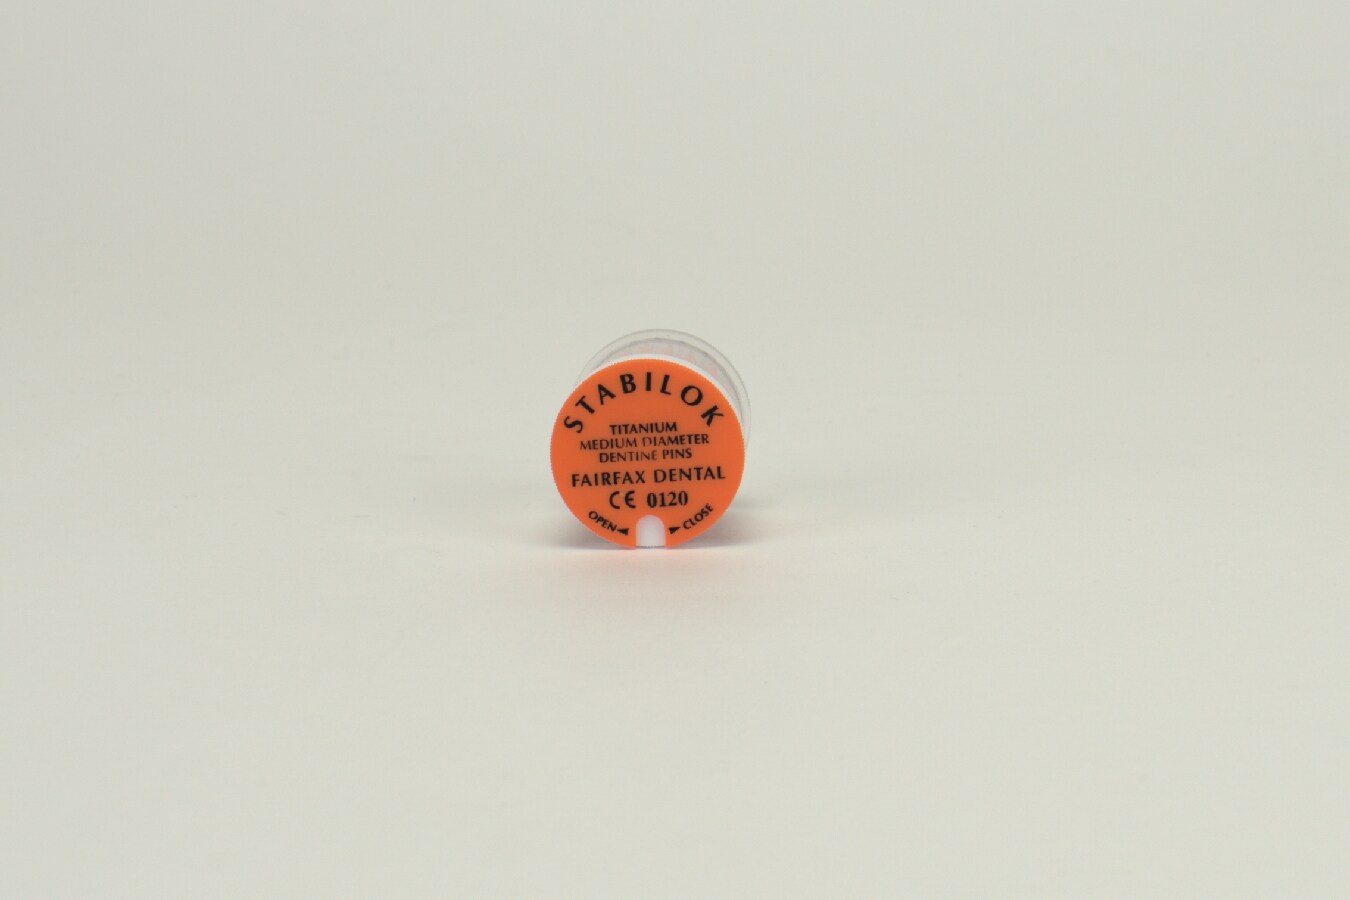 STABILOK
TITANIUM
MEDIUM DIAMETER
DENTINE PINS
FAIRFAX DENTAL
CE 0120
OPEN◄ ►CLOSE